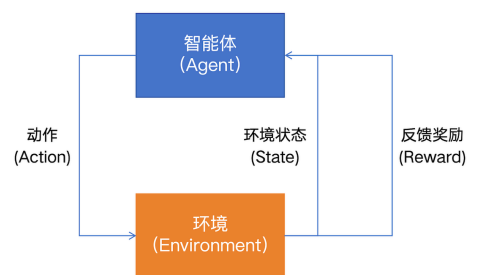 智能体
(Agent)
动作
(Action)
环境状态
(State)
反馈奖励
(Reward)
环境
(Environment)